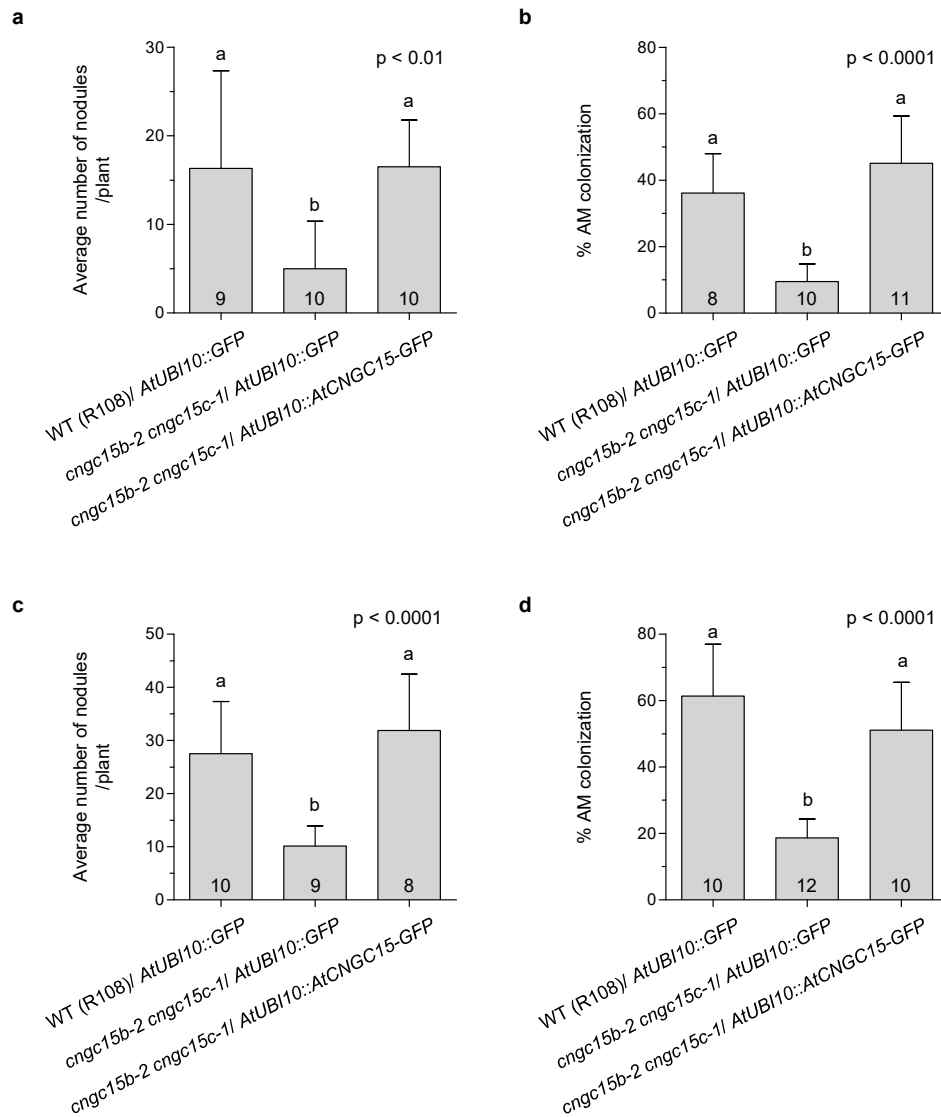 a
Average number of nodules
/plant
30
20
10
0
p < 0.01
a
b
a
9
10
10
WT (R108)/ AtUBI10::GFP
cngc15b-2 cngc15c-1/ AtUBI10::GFP
cngc15b-2 cngc15c-1/ AtUBI10::AtCNGC15-GFP
b
% AM colonization
80
60
40
20
0
p < 0.0001
a
b
a
8
10
11
WT (R108)/ AtUBI10::GFP
cngc15b-2 cngc15c-1/ AtUBI10::GFP
cngc15b-2 cngc15c-1/ AtUBI10::AtCNGC15-GFP
c
Average number of nodules
/plant
50
40
30
20
10
0
p < 0.0001
a
b
a
10
9
8
WT (R108)/ AtUBI10::GFP
cngc15b-2 cngc15c-1/ AtUBI10::GFP
cngc15b-2 cngc15c-1/ AtUBI10::AtCNGC15-GFP
d
% AM colonization
80
60
40
20
0
p < 0.0001
a
b
a
10
12
10
WT (R108)/ AtUBI10::GFP
cngc15b-2 cngc15c-1/ AtUBI10::GFP
cngc15b-2 cngc15c-1/ AtUBI10::AtCNGC15-GFP